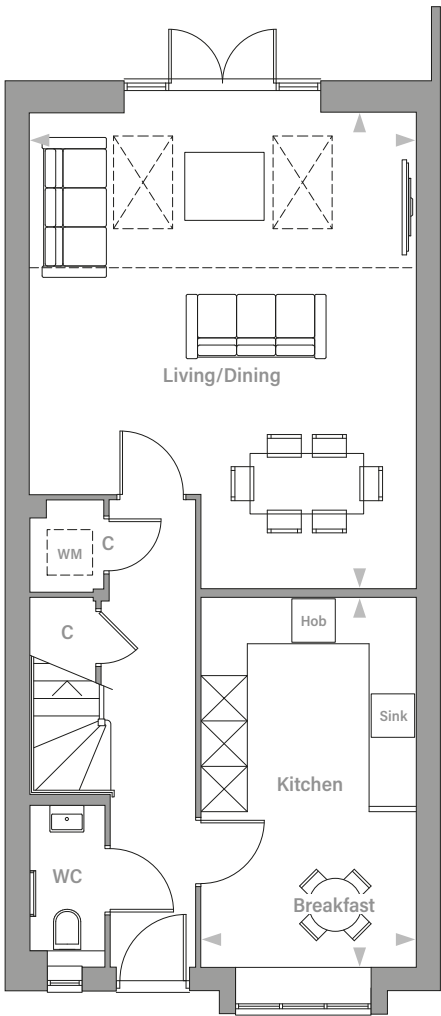 Living/Dining
WM
C
C
Hob
Sink
Kitchen
WC
Breakfast